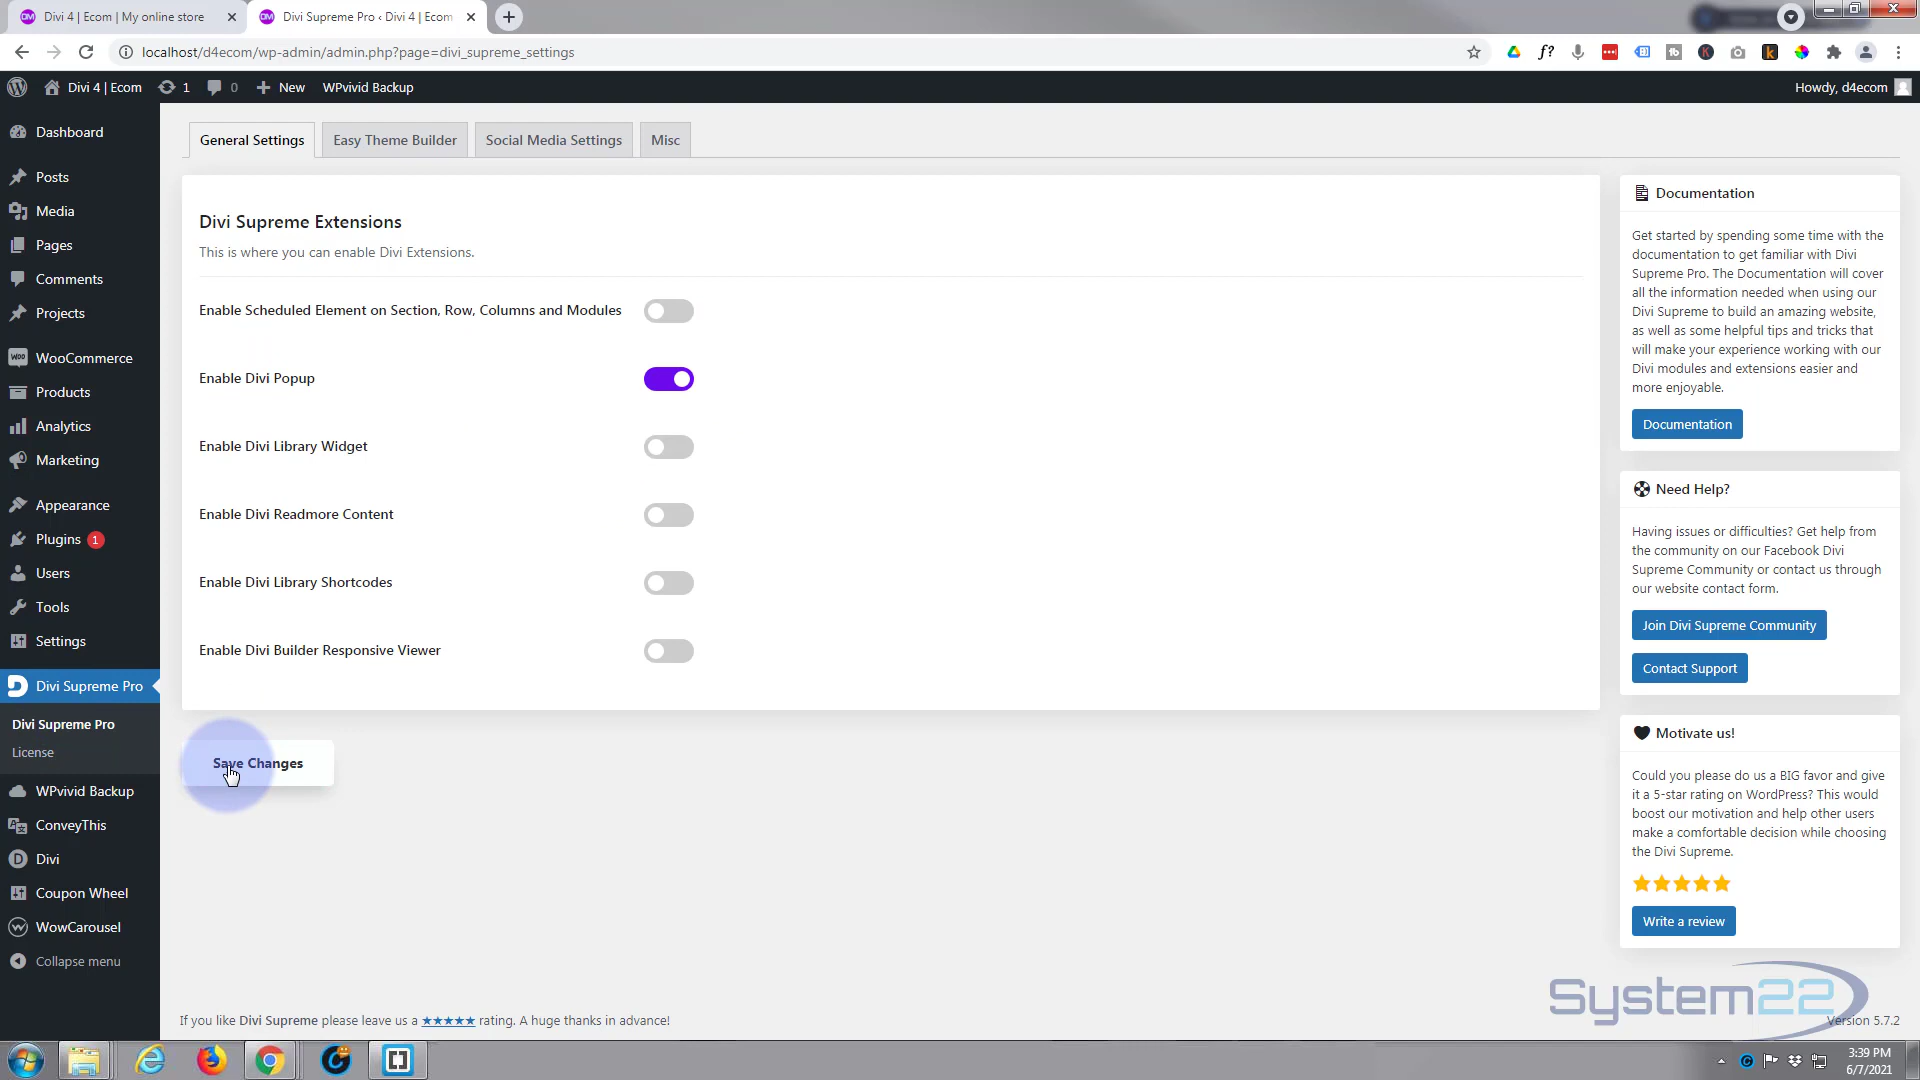 Divi 4 | Ecom | My online store
Divi Supreme Pro ‹ Divi 4 | Ecom
localhost/d4ecom/wp-admin/admin.php?page=divi_supreme_settings
Divi 4 | Ecom
1
0
New
WPvivid Backup
Howdy, d4ecom
Dashboard
Posts
Media
Pages
Comments
Projects
WooCommerce
Products
Analytics
Marketing
Appearance
Plugins 1
Users
Tools
Settings
Divi Supreme Pro
Divi Supreme Pro
License
WPvivid Backup
ConveyThis
Divi
Coupon Wheel
WowCarousel
Collapse menu
General Settings
Easy Theme Builder
Social Media Settings
Misc
Divi Supreme Extensions
This is where you can enable Divi Extensions.
Enable Scheduled Element on Section, Row, Columns and Modules
Enable Divi Popup
Enable Divi Library Widget
Enable Divi Readmore Content
Enable Divi Library Shortcodes
Enable Divi Builder Responsive Viewer
Save Changes
Documentation
Get started by spending some time with the
documentation to get familiar with Divi
Supreme Pro. The Documentation will cover
all the information needed when using our
Divi Supreme to build an amazing website,
as well as some helpful tips and tricks that
will make your experience working with our
Divi modules and extensions easier and
more enjoyable.
Documentation
Need Help?
Having issues or difficulties? Get help from
the community on our Facebook Divi
Supreme Community or contact us through
our website contact form.
Join Divi Supreme Community
Contact Support
Motivate us!
Could you please do us a BIG favor and give
it a 5-star rating on WordPress? This would
boost our motivation and help other users
make a comfortable decision while choosing
the Divi Supreme.
Write a review
If you like Divi Supreme please leave us a ★★★★★ rating. A huge thanks in advance!
System22
Version 5.7.2
3:39 PM
6/7/2021